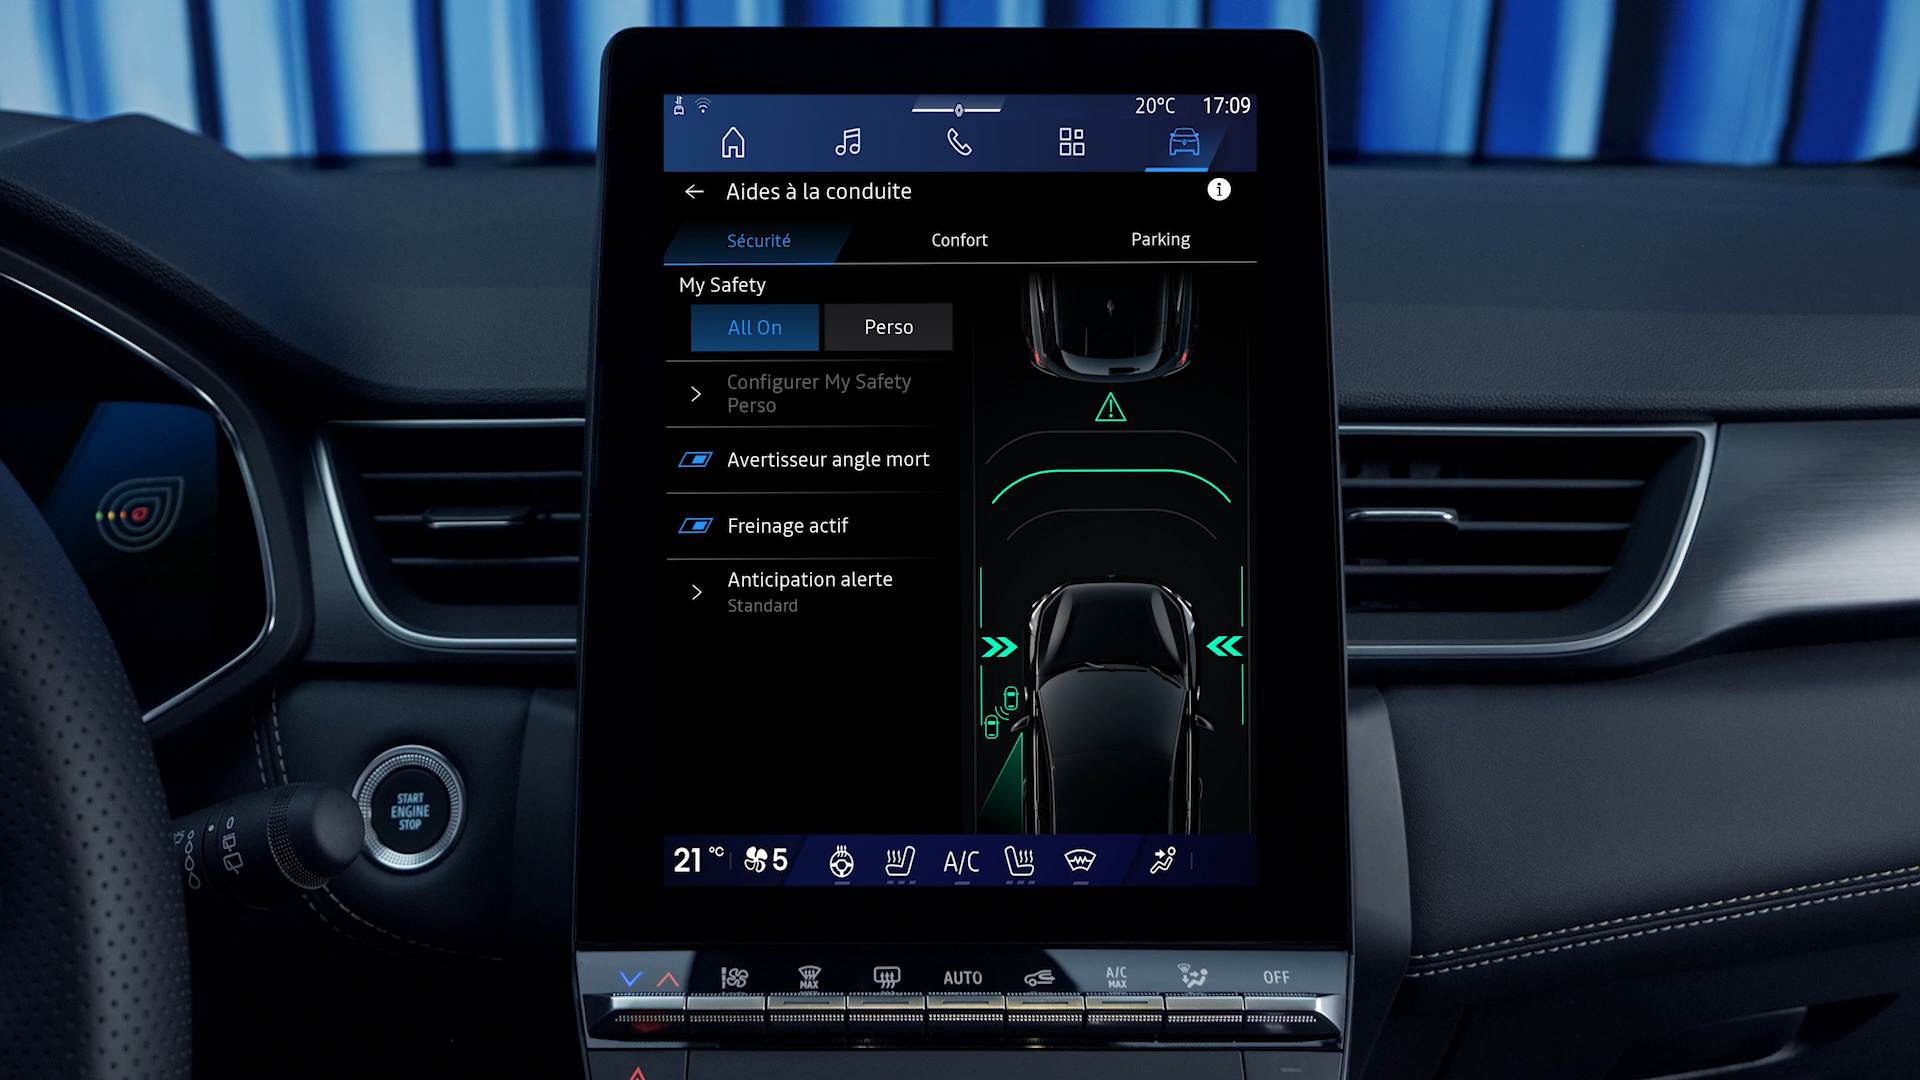 20°C 17:09
Aides à la conduite
Sécurité Confort Parking
My Safety
All On Perso
Configurer My Safety
Perso
Avertisseur angle mort
Freinage actif
Anticipation alerte
Standard
START
ENGINE
STOP
21 °C 5 A/C
MAX AUTO A/C
MAX OFF